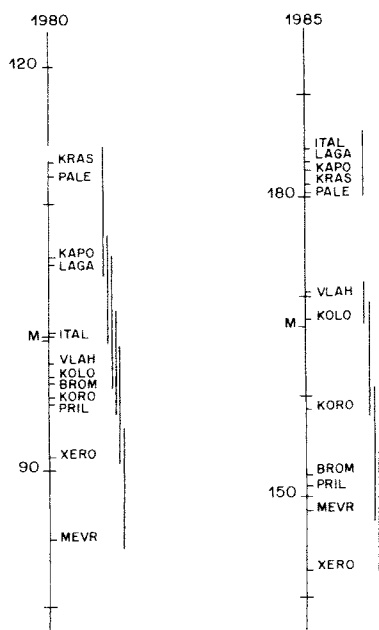 1980
120
KRAS
PALE
KAPO
LAGA
M
ITAL
VLAH
KOLO
BROM
KORO
PRIL
XERO
90
MEVR
1985
ITAL
LAGA
KAPO
KRAS
180
PALE
VLAH
KOLO
M
KORO
BROM
PRIL
150
MEVR
XERO